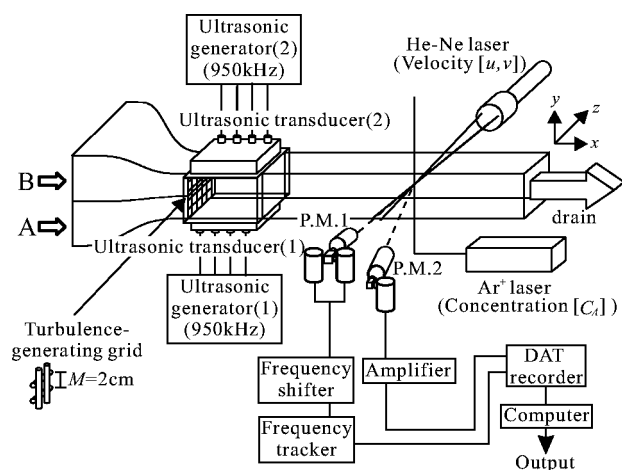 Ultrasonic
generator(2)
(950kHz)
He-Ne laser
(Velocity [u,v])
Ultrasonic transducer(2)
y
z
x
B
A
drain
P.M.1
Ultrasonic transducer(1)
P.M.2
Ultrasonic
generator(1)
(950kHz)
Ar+ laser
(Concentration [CA])
Turbulence-
generating grid
M=2cm
Frequency
shifter
Amplifier
DAT
recorder
Frequency
tracker
Computer
Output